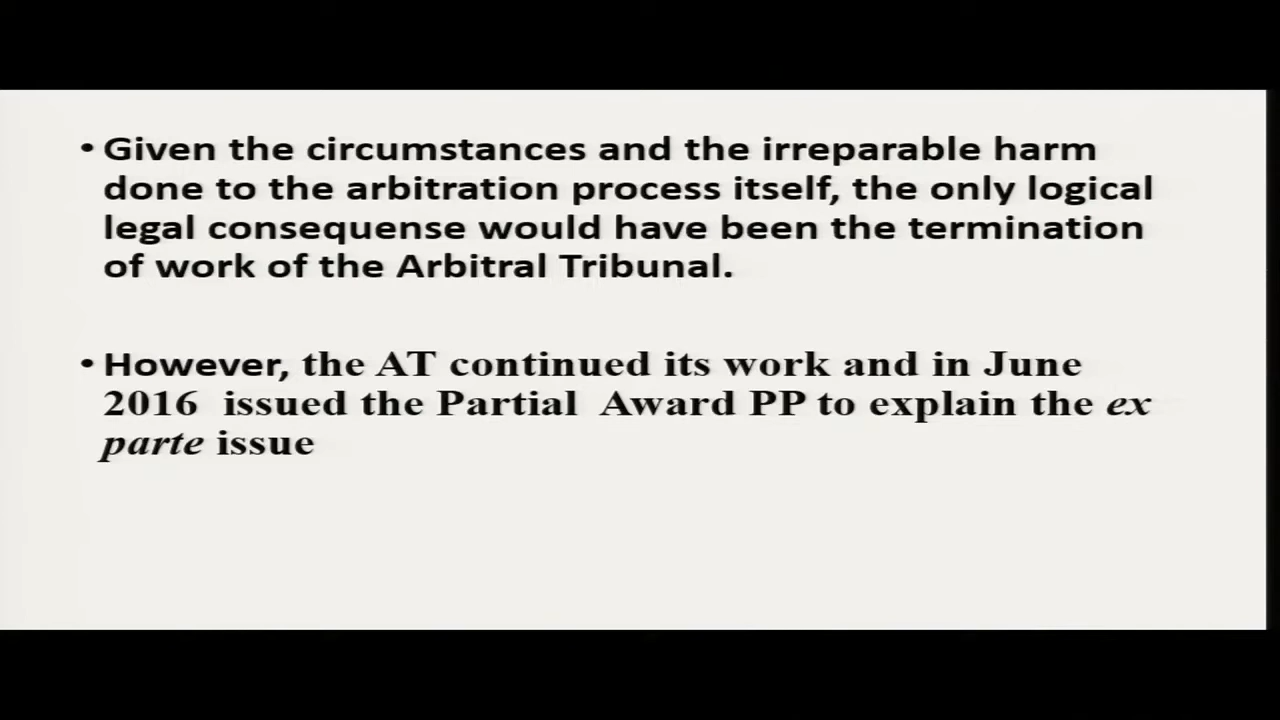 • Given the circumstances and the irreparable harm
done to the arbitration process itself, the only logical
legal consequense would have been the termination
of work of the Arbitral Tribunal.
• However, the AT continued its work and in June
2016 issued the Partial Award PP to explain the ex
parte issue